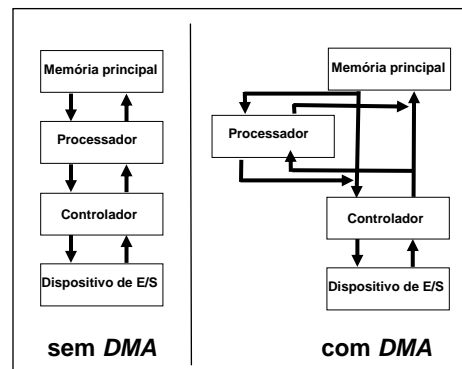 Memória principal
Processador
Controlador
Dispositivo de E/S
sem DMA
Memória principal
Processador
Controlador
Dispositivo de E/S
com DMA